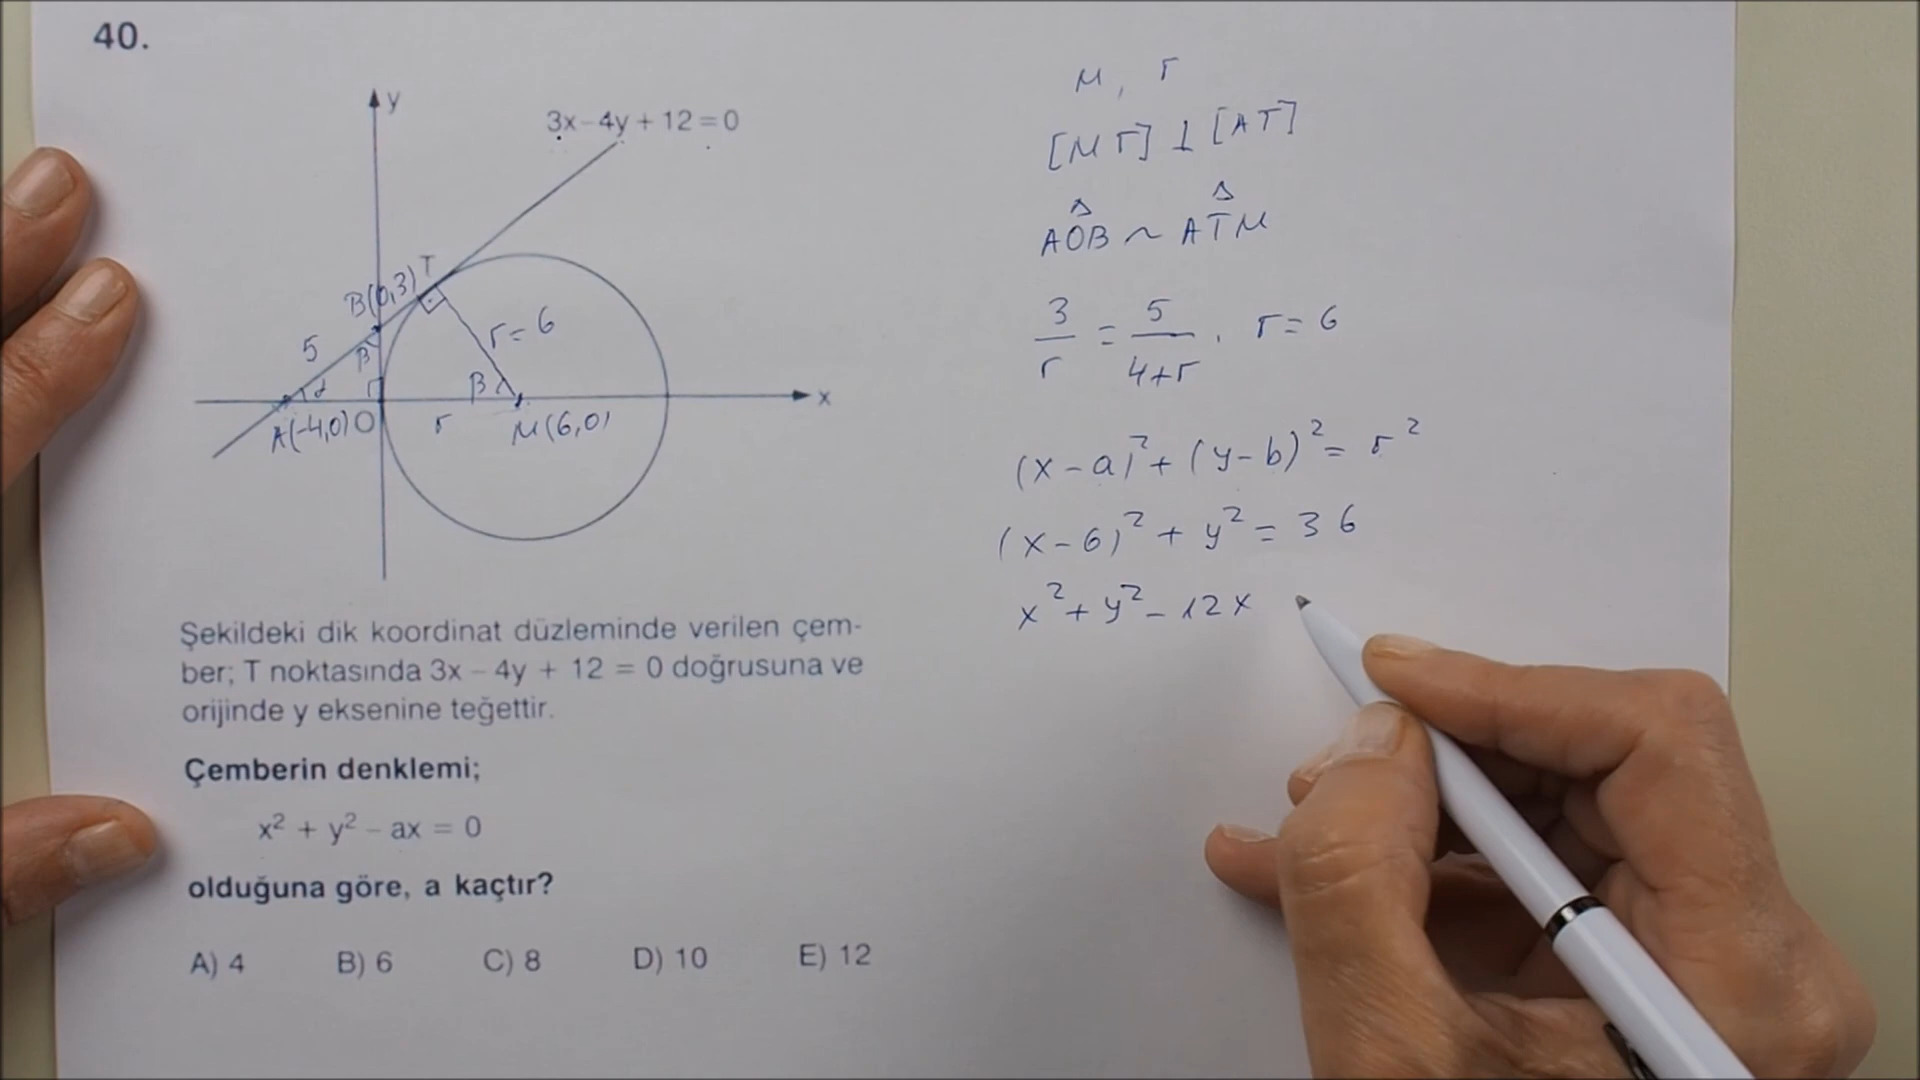 40.
y
3x - 4y + 12 = 0
B(0,3)
T
5
r = 6
β
α
β
x
A(-4,0)
O
r
M(6,0)
Şekildeki dik koordinat düzleminde verilen çem-
ber; T noktasında 3x - 4y + 12 = 0 doğrusuna ve
orijinde y eksenine teğettir.
Çemberin denklemi;
x² + y² - ax = 0
olduğuna göre, a kaçtır?
A) 4 B) 6 C) 8 D) 10 E) 12
M, r
[MT] ⊥ [AT]
AÔB ~ AT̂M
3/r = 5/(4+r) . r = 6
(x-a)² + (y-b)² = r²
(x-6)² + y² = 36
x² + y² - 12x